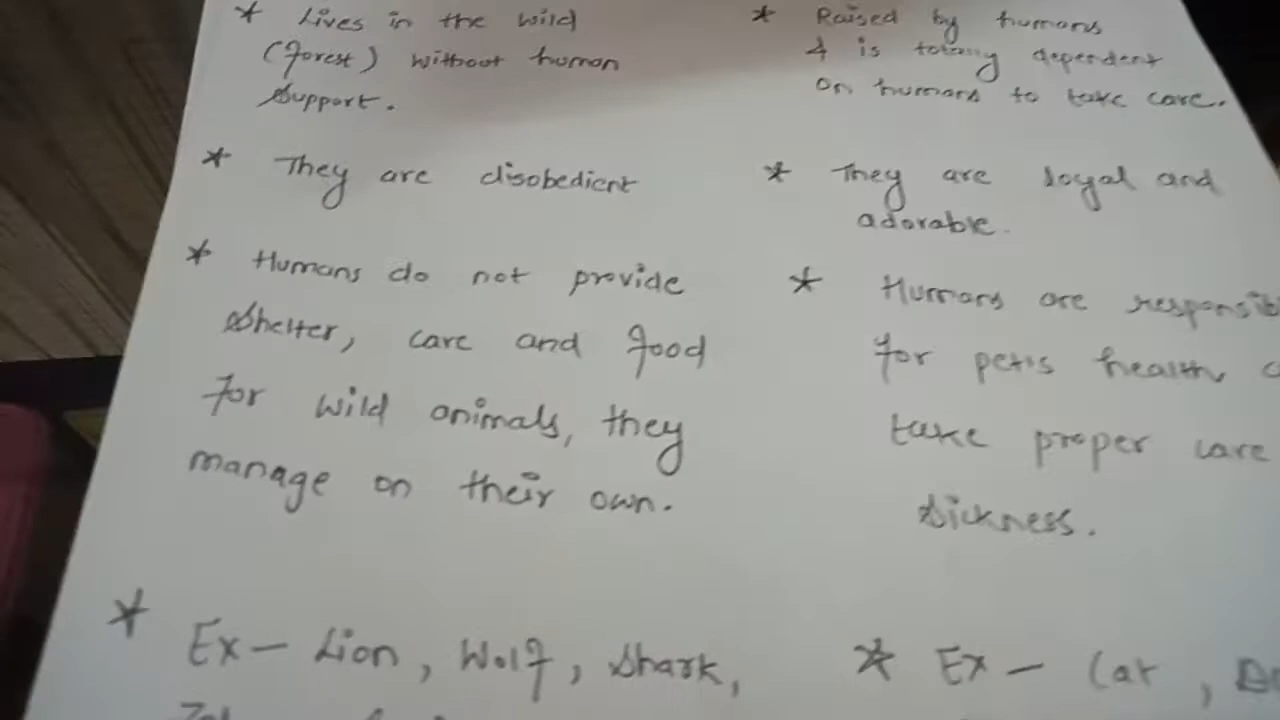 * Lives in the wild
(forest) without human
support.
* They are disobedient
* Humans do not provide
shelter, care and food
for wild animals, they
manage on their own.
* Ex - Lion, Wolf, Shark,
* Raised by humans
& is totally dependent
on humans to take care.
* They are loyal and
adorable.
* Humans are responsib
for pet's health
take proper care
sickness.
* Ex - Cat,